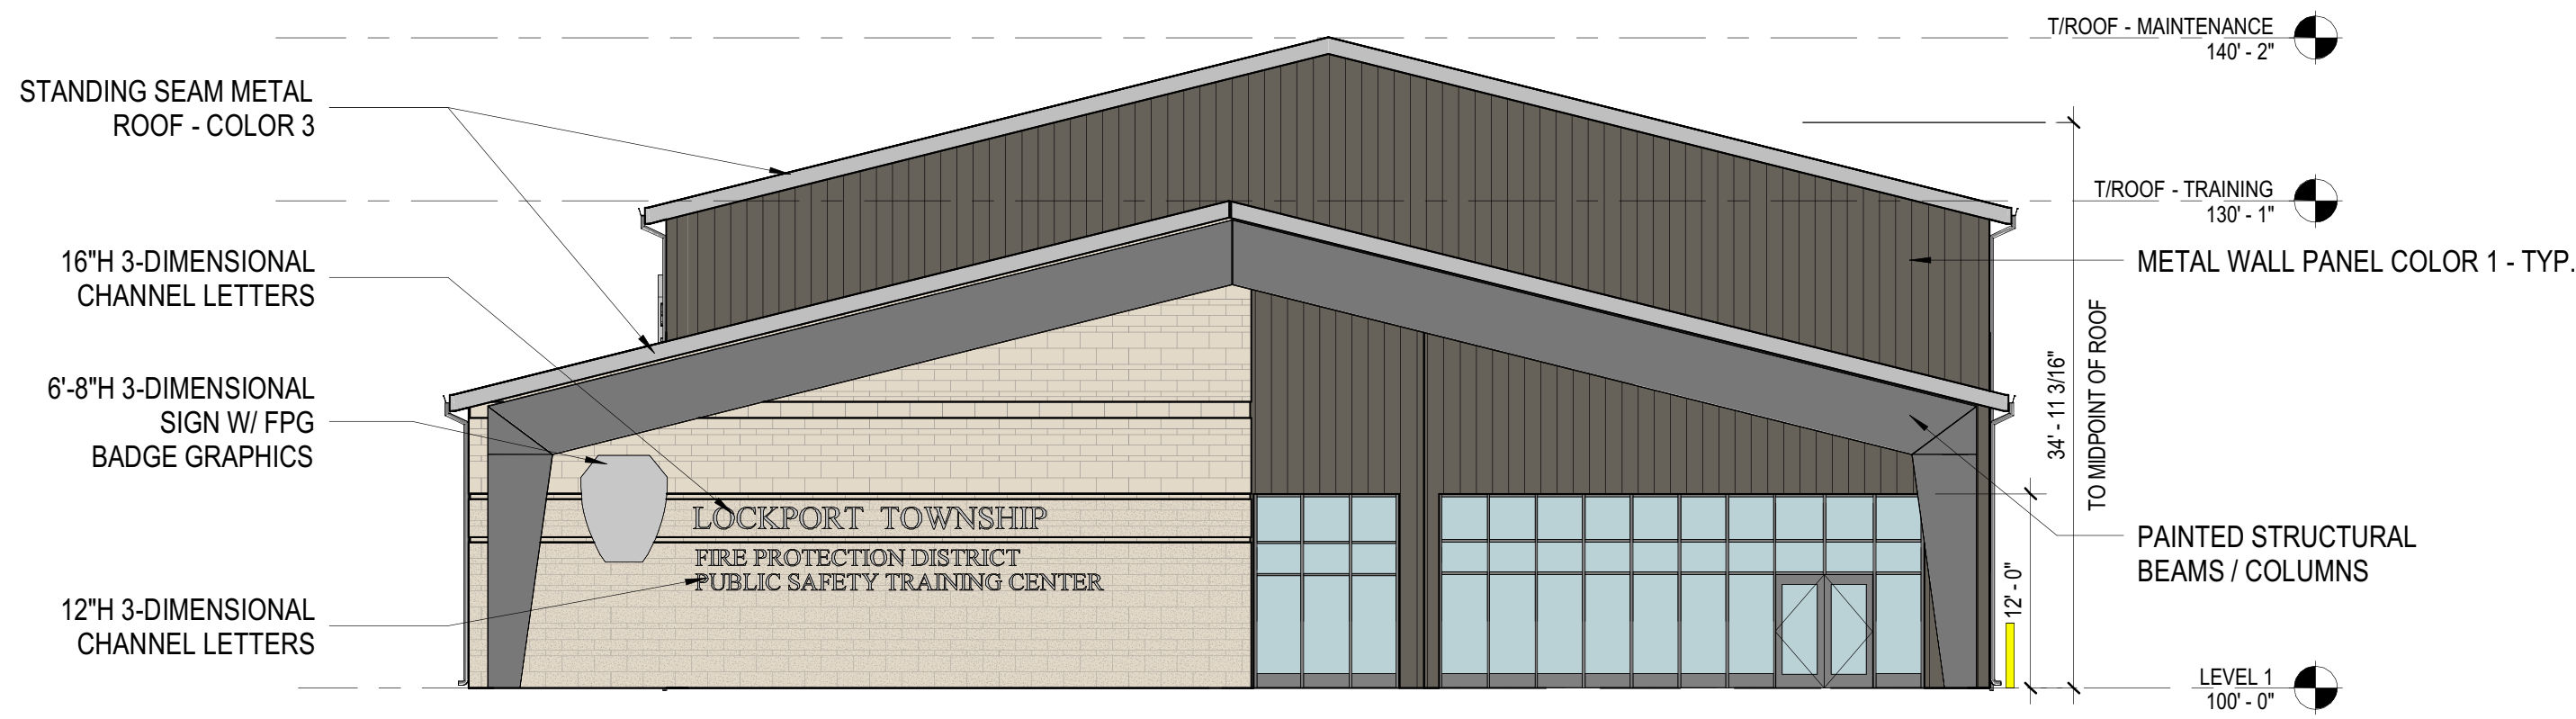 T/ROOF - MAINTENANCE
140' - 2"
STANDING SEAM METAL
ROOF - COLOR 3
T/ROOF - TRAINING
130' - 1"
16"H 3-DIMENSIONAL
CHANNEL LETTERS
METAL WALL PANEL COLOR 1 - TYP.
34' - 11 3/16"
TO MIDPOINT OF ROOF
6'-8"H 3-DIMENSIONAL
SIGN W/ FPG
BADGE GRAPHICS
LOCKPORT TOWNSHIP
FIRE PROTECTION DISTRICT
PUBLIC SAFETY TRAINING CENTER
PAINTED STRUCTURAL
BEAMS / COLUMNS
12' - 0"
12"H 3-DIMENSIONAL
CHANNEL LETTERS
LEVEL 1
100' - 0"